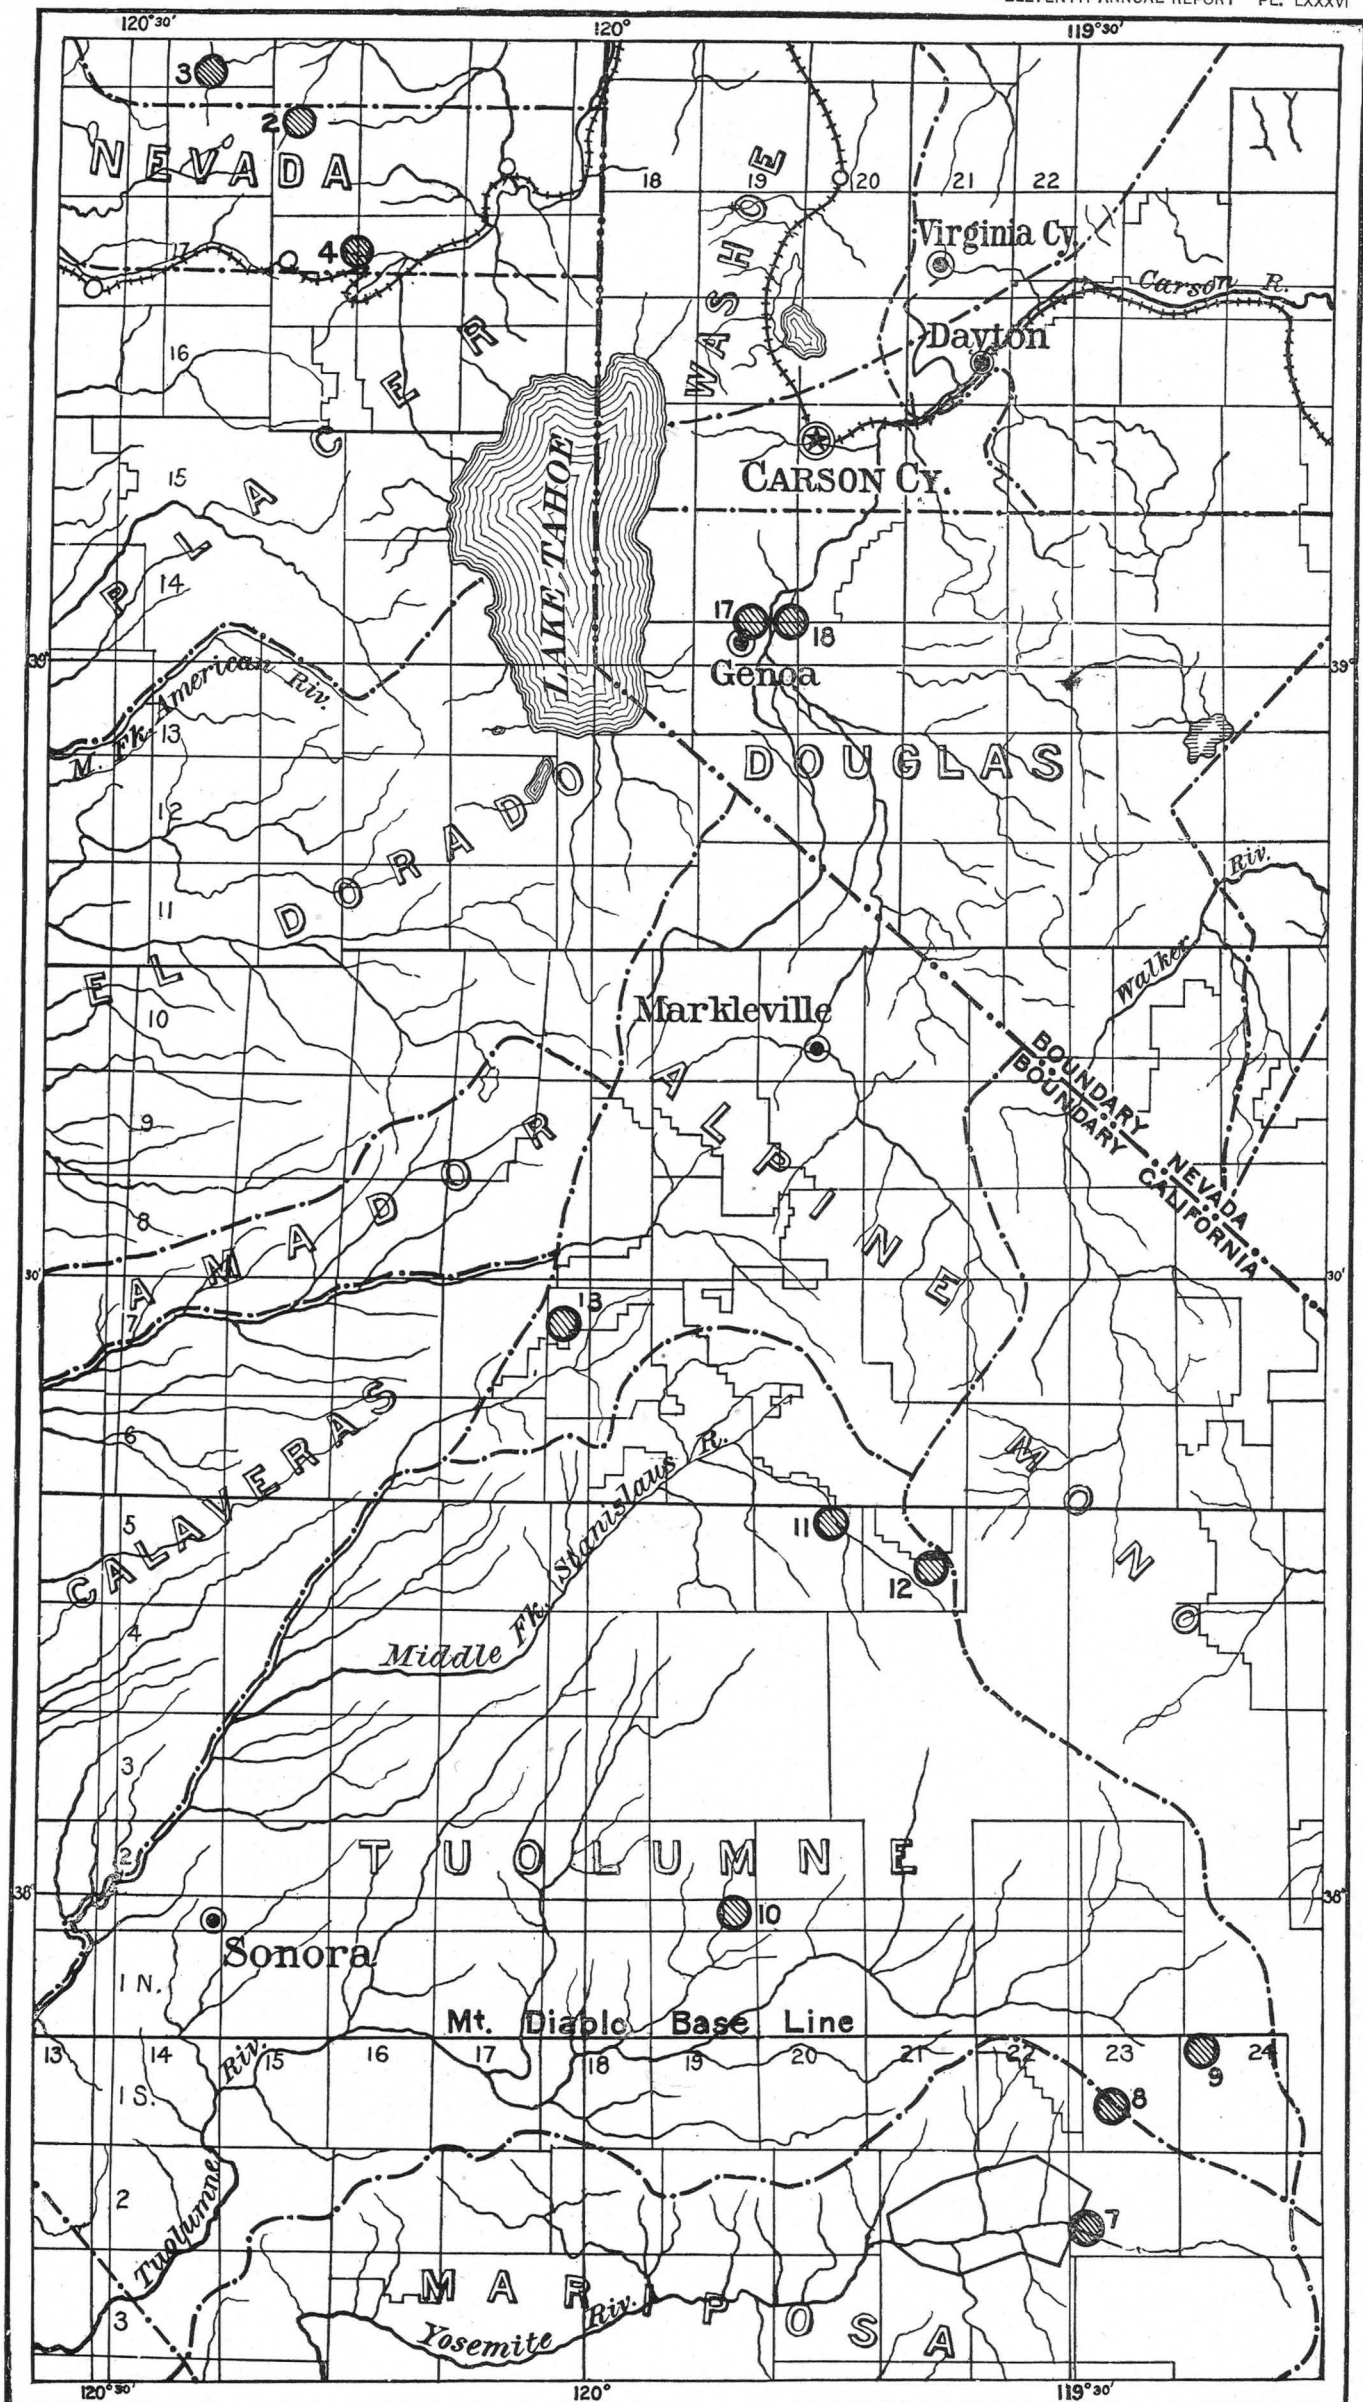 ELEVENTH ANNUAL REPORT PL. LXXXVI
120°30' 120° 119°30'
3
2
NEVADA
18 19 20 21 22
WASHOE
Virginia Cy.
17
4
Carson R.
Dayton
16
PLACER
CARSON CY.
15
LAKE TAHOE
14
17 18
Genoa
39° 39°
M. Fk. American Riv.
13
DOUGLAS
12
EL DORADO
11
Riv.
Walker
10
Markleville
BOUNDARY NEVADA
BOUNDARY CALIFORNIA
9
ALPINE
8
AMADOR
30' 30'
7
13
CALAVERAS
6
MONO
5
11
12
Middle Fk. Stanislaus R.
4
3
2
TUOLUMNE
38° 38°
10
Sonora
1 N.
Mt. Diablo Base Line
13 14 15 16 17 18 19 20 21 22 23 24
9
1 S.
8
2
7
Tuolumne Riv.
3
MARIPOSA
Yosemite Riv.
120°30' 120° 119°30'